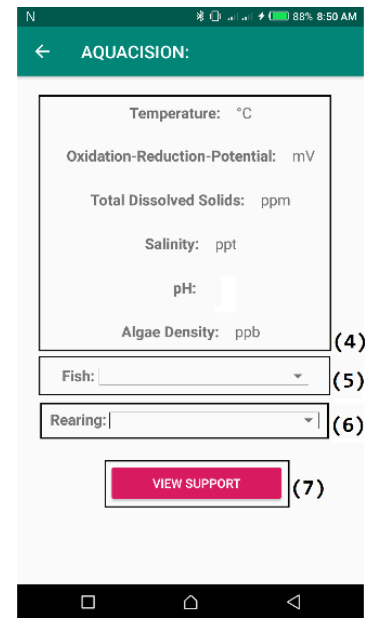 N 88% 8:50 AM
AQUACISION:
Temperature: °C
Oxidation-Reduction-Potential: mV
Total Dissolved Solids: ppm
Salinity: ppt
pH:
Algae Density: ppb
(4)
Fish:
(5)
Rearing:
(6)
VIEW SUPPORT
(7)